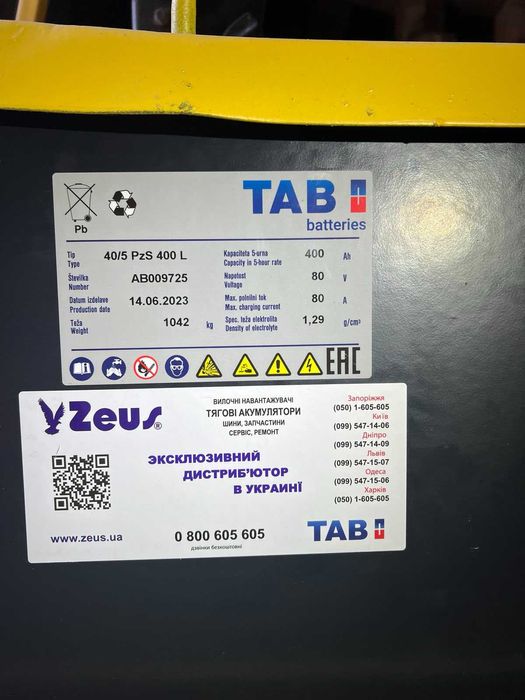 TAB
batteries
Pb
Tip
Type
40/5 PzS 400 L
Kapaciteta 5-urna
Capacity in 5-hour rate
400 Ah
Številka
Number
AB009725
Napetost
Voltage
80 V
Datum izdelave
Production date
14.06.2023
Max. polnilni tok
Max. charging current
80 A
Teža
Weight
1042 kg
Spec. teža elektrolita
Density of electrolyte
1,29 g/cm³
EAC
Zeus®
ВИЛОЧНІ НАВАНТАЖУВАЧІ
ТЯГОВІ АКУМУЛЯТОРИ
ШИНИ, ЗАПЧАСТИНИ
СЕРВІС, РЕМОНТ
ЭКСКЛЮЗИВНИЙ
ДИСТРИБ'ЮТОР
В УКРАИНЇ
Запоріжжя
(050) 1-605-605
Київ
(099) 547-14-06
Дніпро
(099) 547-14-09
Львів
(099) 547-15-07
Одеса
(099) 547-15-06
Харків
(050) 1-605-605
www.zeus.ua
0 800 605 605
дзвінки безкоштовні
TAB